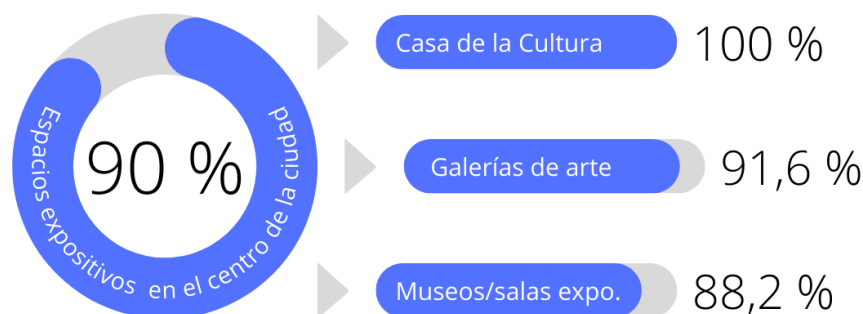 Espacios expositivos en el centro de la ciudad
90 %
Casa de la Cultura 100 %
Galerías de arte 91,6 %
Museos/salas expo. 88,2 %